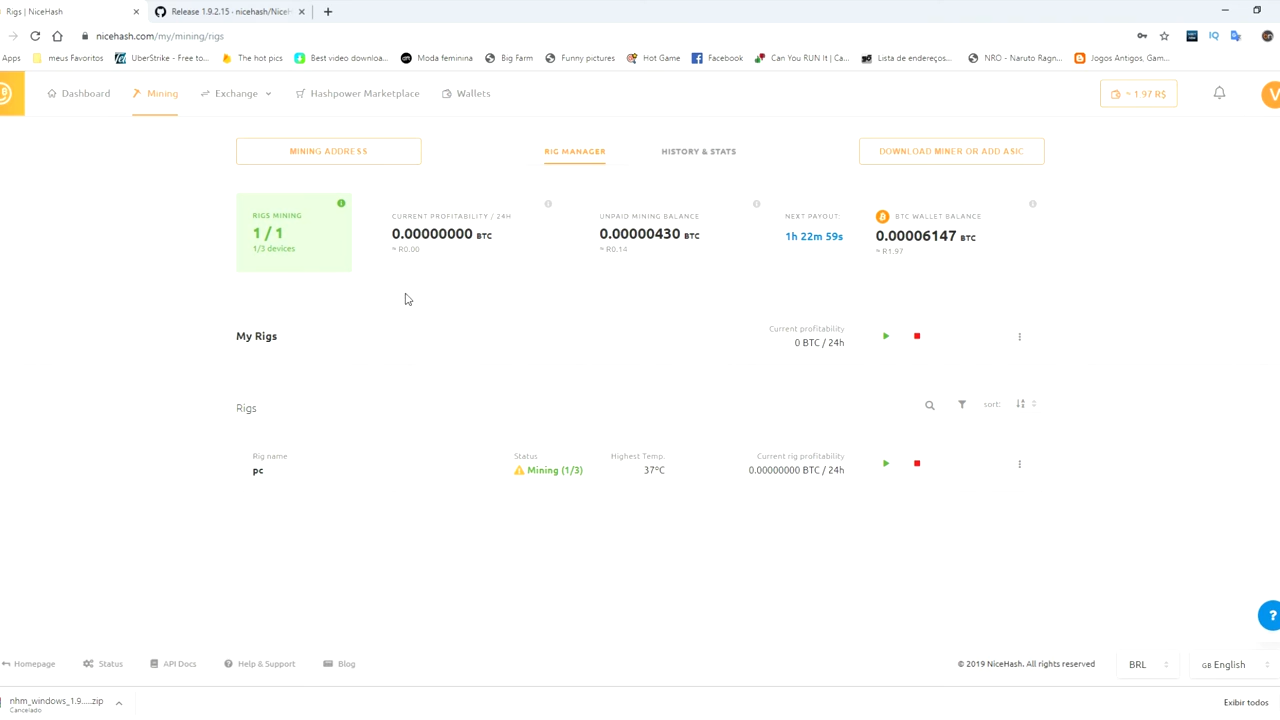 Rigs | NiceHash
Release 1.9.2.15 - nicehash/NiceH
nicehash.com/my/mining/rigs
Apps meus Favoritos UberStrike - Free to... The hot pics Best video downloa... Moda feminina Big Farm Funny pictures Hot Game Facebook Can You RUN It | Ca... Lista de endereços... NRO - Naruto Ragn... Jogos Antigos, Gam...
Dashboard Mining Exchange Hashpower Marketplace Wallets ~ 1.97 R$ V
MINING ADDRESS RIG MANAGER HISTORY & STATS DOWNLOAD MINER OR ADD ASIC
RIGS MINING
1 / 1
1/3 devices
CURRENT PROFITABILITY / 24H
0.00000000 BTC
~ R0.00
UNPAID MINING BALANCE
0.00000430 BTC
~ R0.14
NEXT PAYOUT:
1h 22m 59s
BTC WALLET BALANCE
0.00006147 BTC
~ R1.97
My Rigs
Current profitability
0 BTC / 24h
Rigs
sort:
Rig name Status Highest Temp. Current rig profitability
pc Mining (1/3) 37°C 0.00000000 BTC / 24h
?
Homepage Status API Docs Help & Support Blog © 2019 NiceHash. All rights reserved BRL GB English
nhm_windows_1.9.....zip
Cancelado
Exibir todos